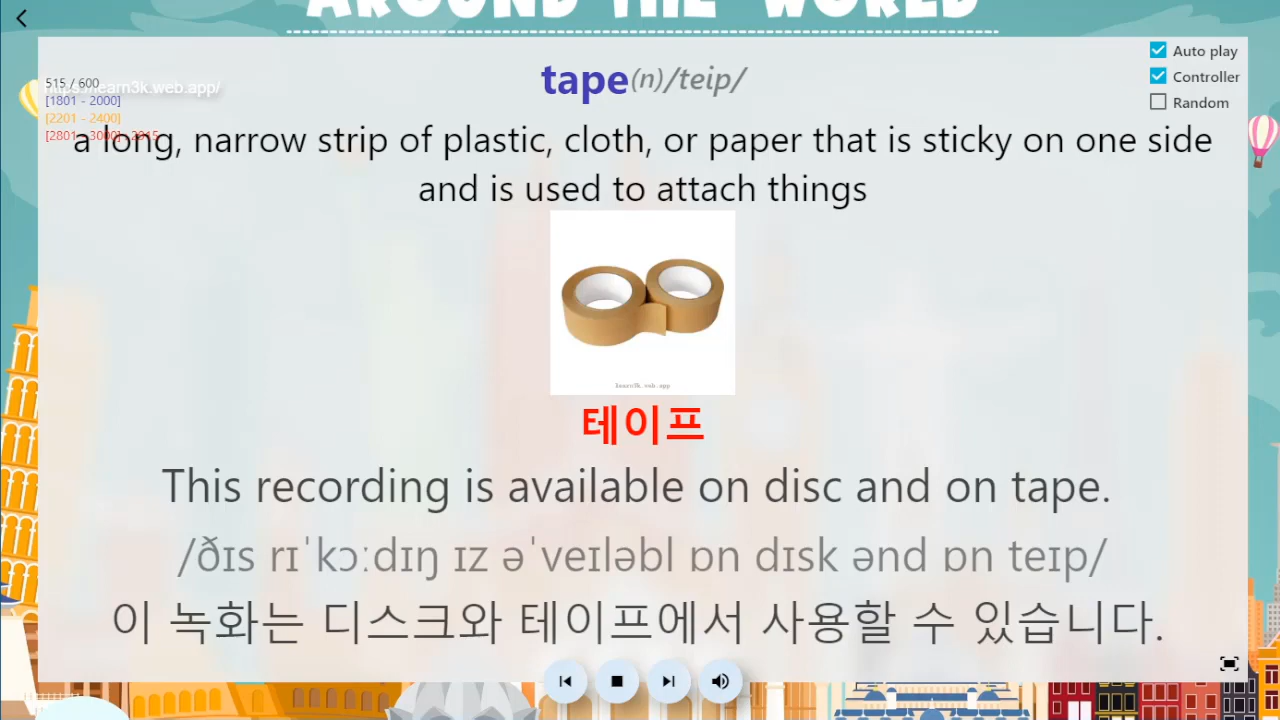 AROUND THE WORLD
Auto play
515 / 600
https://learn3k.web.app/
tape(n)/teip/
Controller
[1801 - 2000]
Random
[2201 - 2400]
[2801 - 3000] - 2915
a long, narrow strip of plastic, cloth, or paper that is sticky on one side
and is used to attach things
learn3k.web.app
테이프
This recording is available on disc and on tape.
/ðɪs rɪˈkɔːdɪŋ ɪz əˈveɪləbl ɒn dɪsk ənd ɒn teɪp/
이 녹화는 디스크와 테이프에서 사용할 수 있습니다.